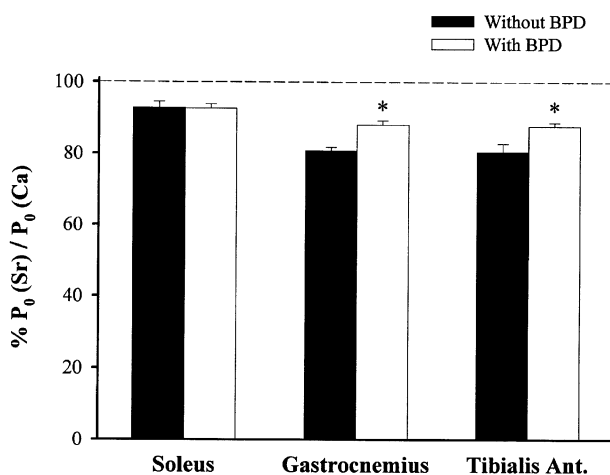 Without BPD
With BPD
% P₀ (Sr) / P₀ (Ca)
100
80
60
40
20
0
*
*
Soleus
Gastrocnemius
Tibialis Ant.